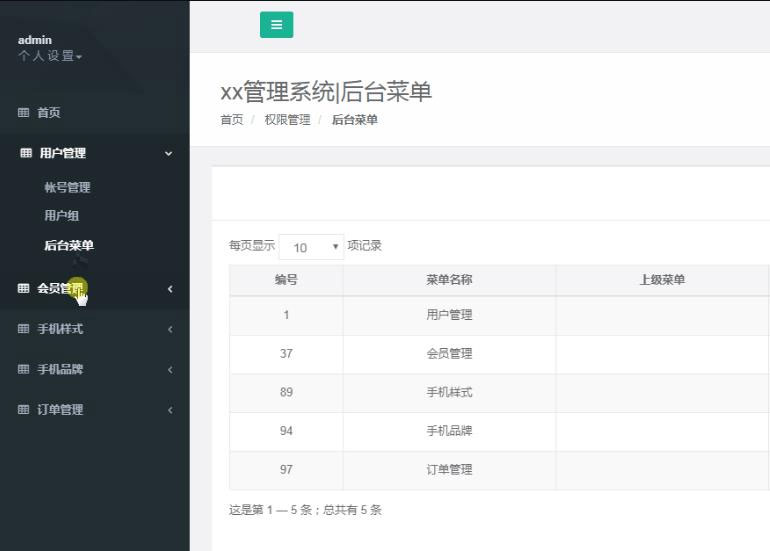 admin
个人设置
首页
用户管理
帐号管理
用户组
后台菜单
会员管理
手机样式
手机品牌
订单管理
xx管理系统|后台菜单
首页 / 权限管理 / 后台菜单
每页显示 10 项记录
编号 菜单名称 上级菜单
1 用户管理
37 会员管理
89 手机样式
94 手机品牌
97 订单管理
这是第 1 — 5 条；总共有 5 条